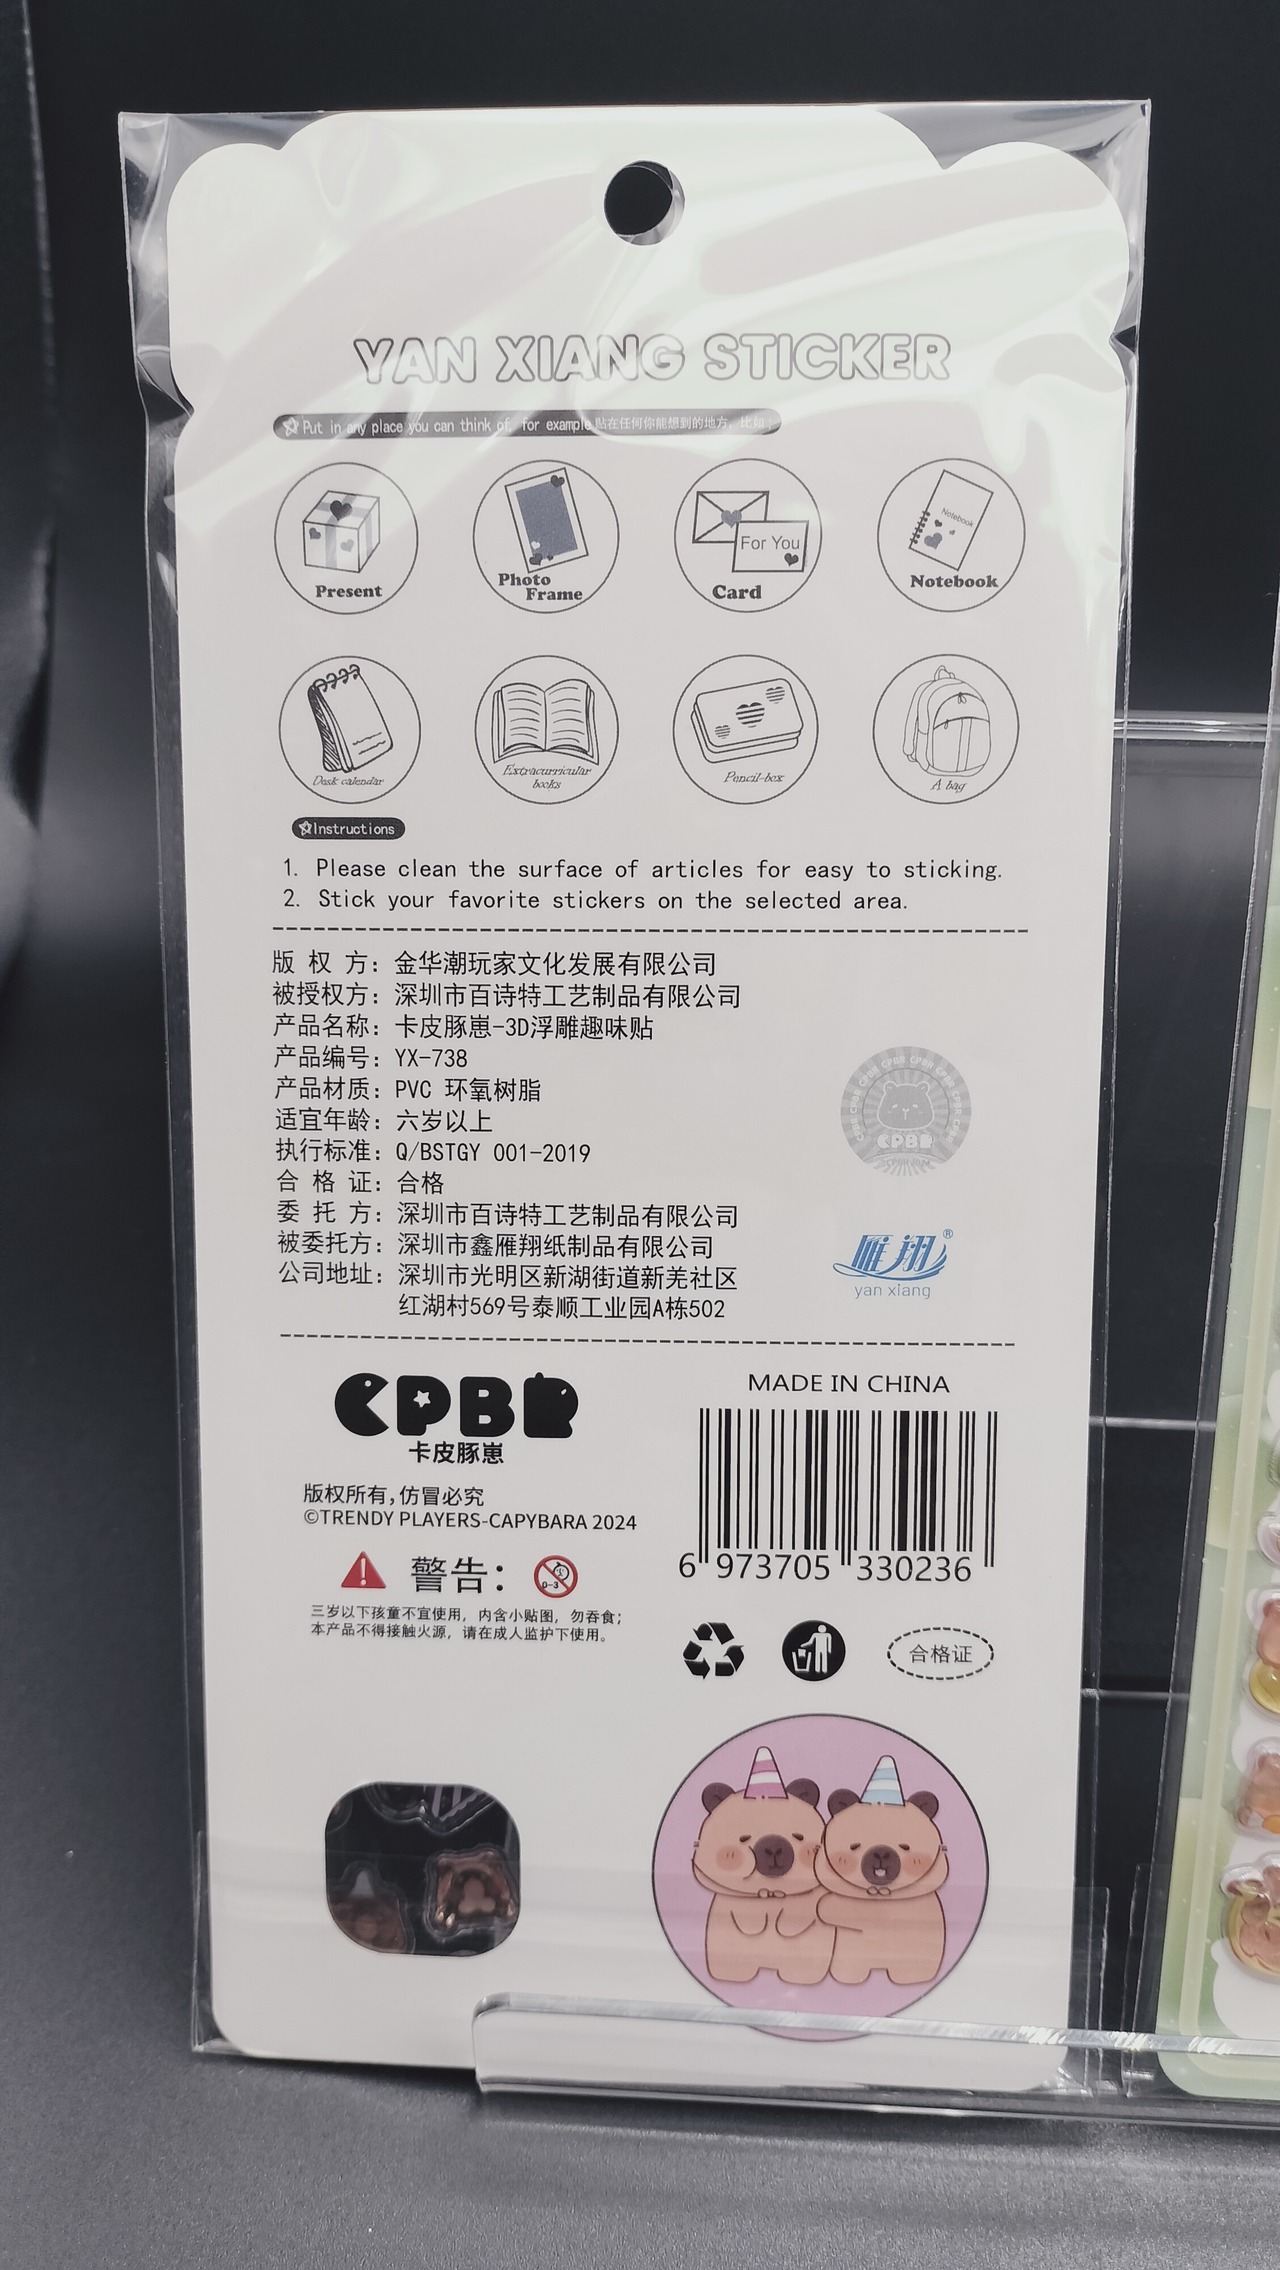 YAN XIANG STICKER
Put in any place you can think of, for example 贴在任何你能想到的地方，比如：
Present
Photo Frame
For You
Card
Notebook
Notebook
Desk calendar
Extracurricular books
Pencil-box
A bag
Instructions
1. Please clean the surface of articles for easy to sticking.
2. Stick your favorite stickers on the selected area.
版 权 方：金华潮玩家文化发展有限公司
被授权方：深圳市百诗特工艺制品有限公司
产品名称：卡皮豚崽-3D浮雕趣味贴
产品编号：YX-738
产品材质：PVC 环氧树脂
适宜年龄：六岁以上
执行标准：Q/BSTGY 001-2019
合 格 证：合格
委 托 方：深圳市百诗特工艺制品有限公司
被委托方：深圳市鑫雁翔纸制品有限公司
公司地址：深圳市光明区新湖街道新羌社区
红湖村569号泰顺工业园A栋502
CPBR CPBR CPBR CPBR
CPBR
雁翔®
yan xiang
CPBR
卡皮豚崽
版权所有,仿冒必究
©TRENDY PLAYERS-CAPYBARA 2024
警告：
0-3
三岁以下孩童不宜使用，内含小贴图，勿吞食；
本产品不得接触火源，请在成人监护下使用。
MADE IN CHINA
6 973705 330236
合格证